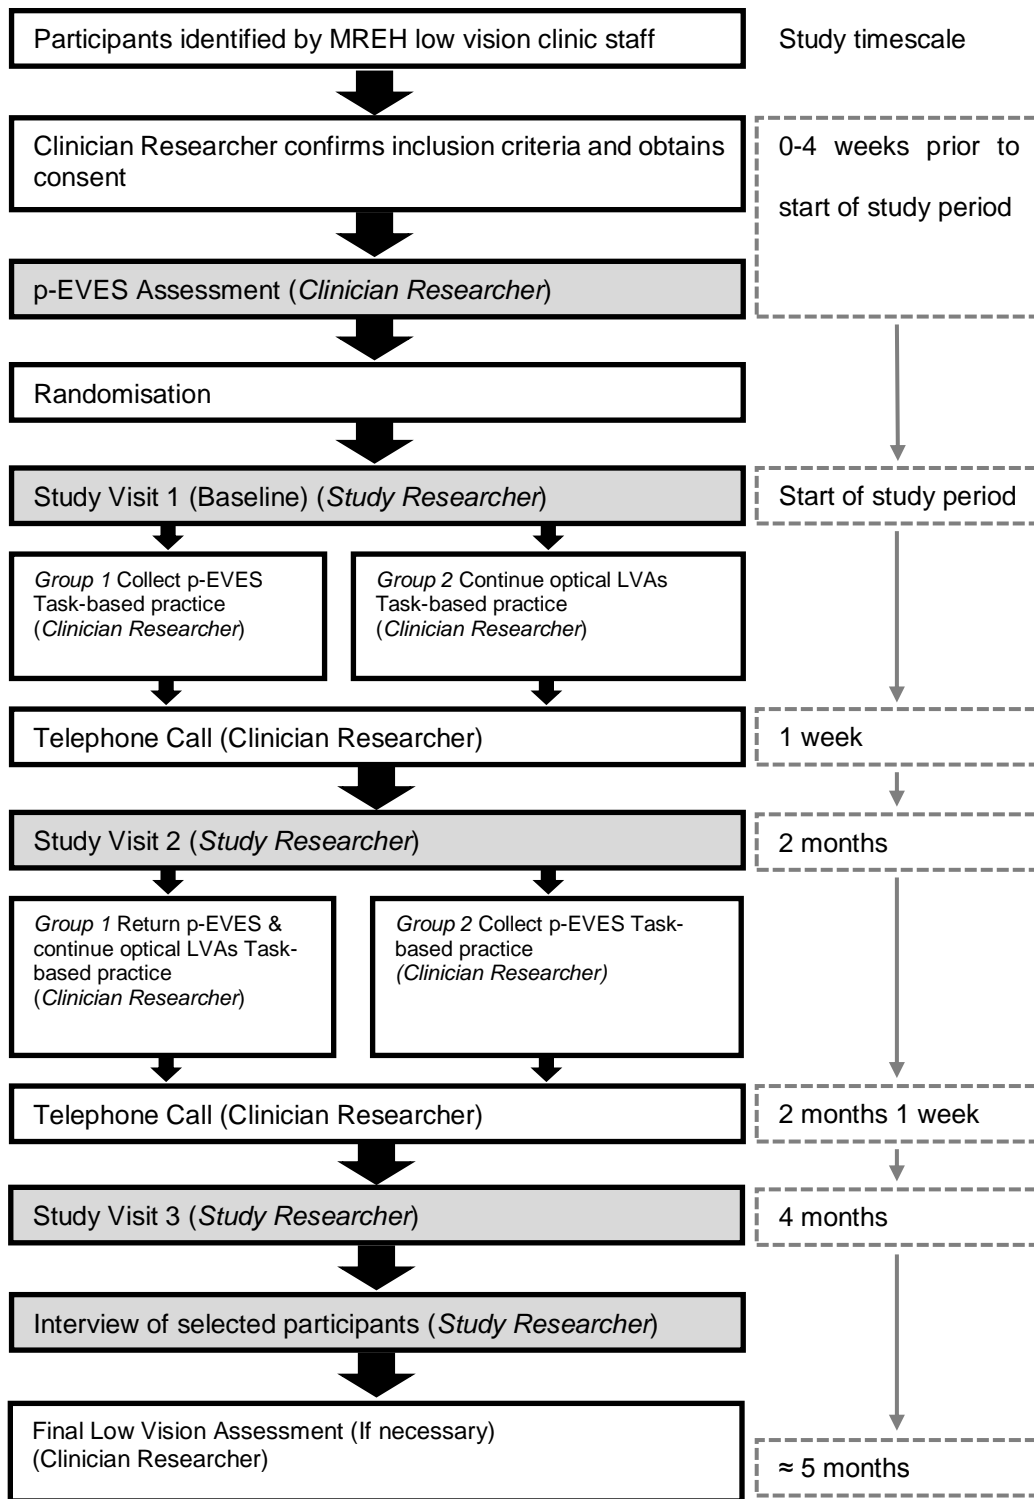 Participants identified by MREH low vision clinic staff
Study timescale
Clinician Researcher confirms inclusion criteria and obtains
consent
0-4 weeks prior to
start of study period
p-EVES Assessment (Clinician Researcher)
Randomisation
Study Visit 1 (Baseline) (Study Researcher)
Start of study period
Group 1 Collect p-EVES
Task-based practice
(Clinician Researcher)
Group 2 Continue optical LVAs
Task-based practice
(Clinician Researcher)
Telephone Call (Clinician Researcher)
1 week
Study Visit 2 (Study Researcher)
2 months
Group 1 Return p-EVES &
continue optical LVAs Task-
based practice
(Clinician Researcher)
Group 2 Collect p-EVES Task-
based practice
(Clinician Researcher)
Telephone Call (Clinician Researcher)
2 months 1 week
Study Visit 3 (Study Researcher)
4 months
Interview of selected participants (Study Researcher)
Final Low Vision Assessment (If necessary)
(Clinician Researcher)
≈ 5 months